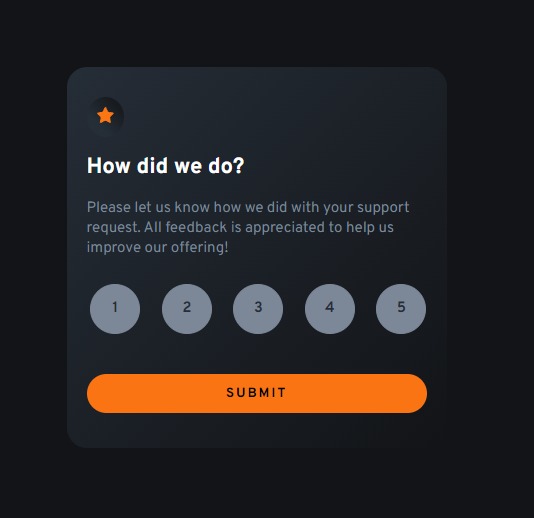 How did we do?
Please let us know how we did with your support
request. All feedback is appreciated to help us
improve our offering!
1 2 3 4 5
SUBMIT